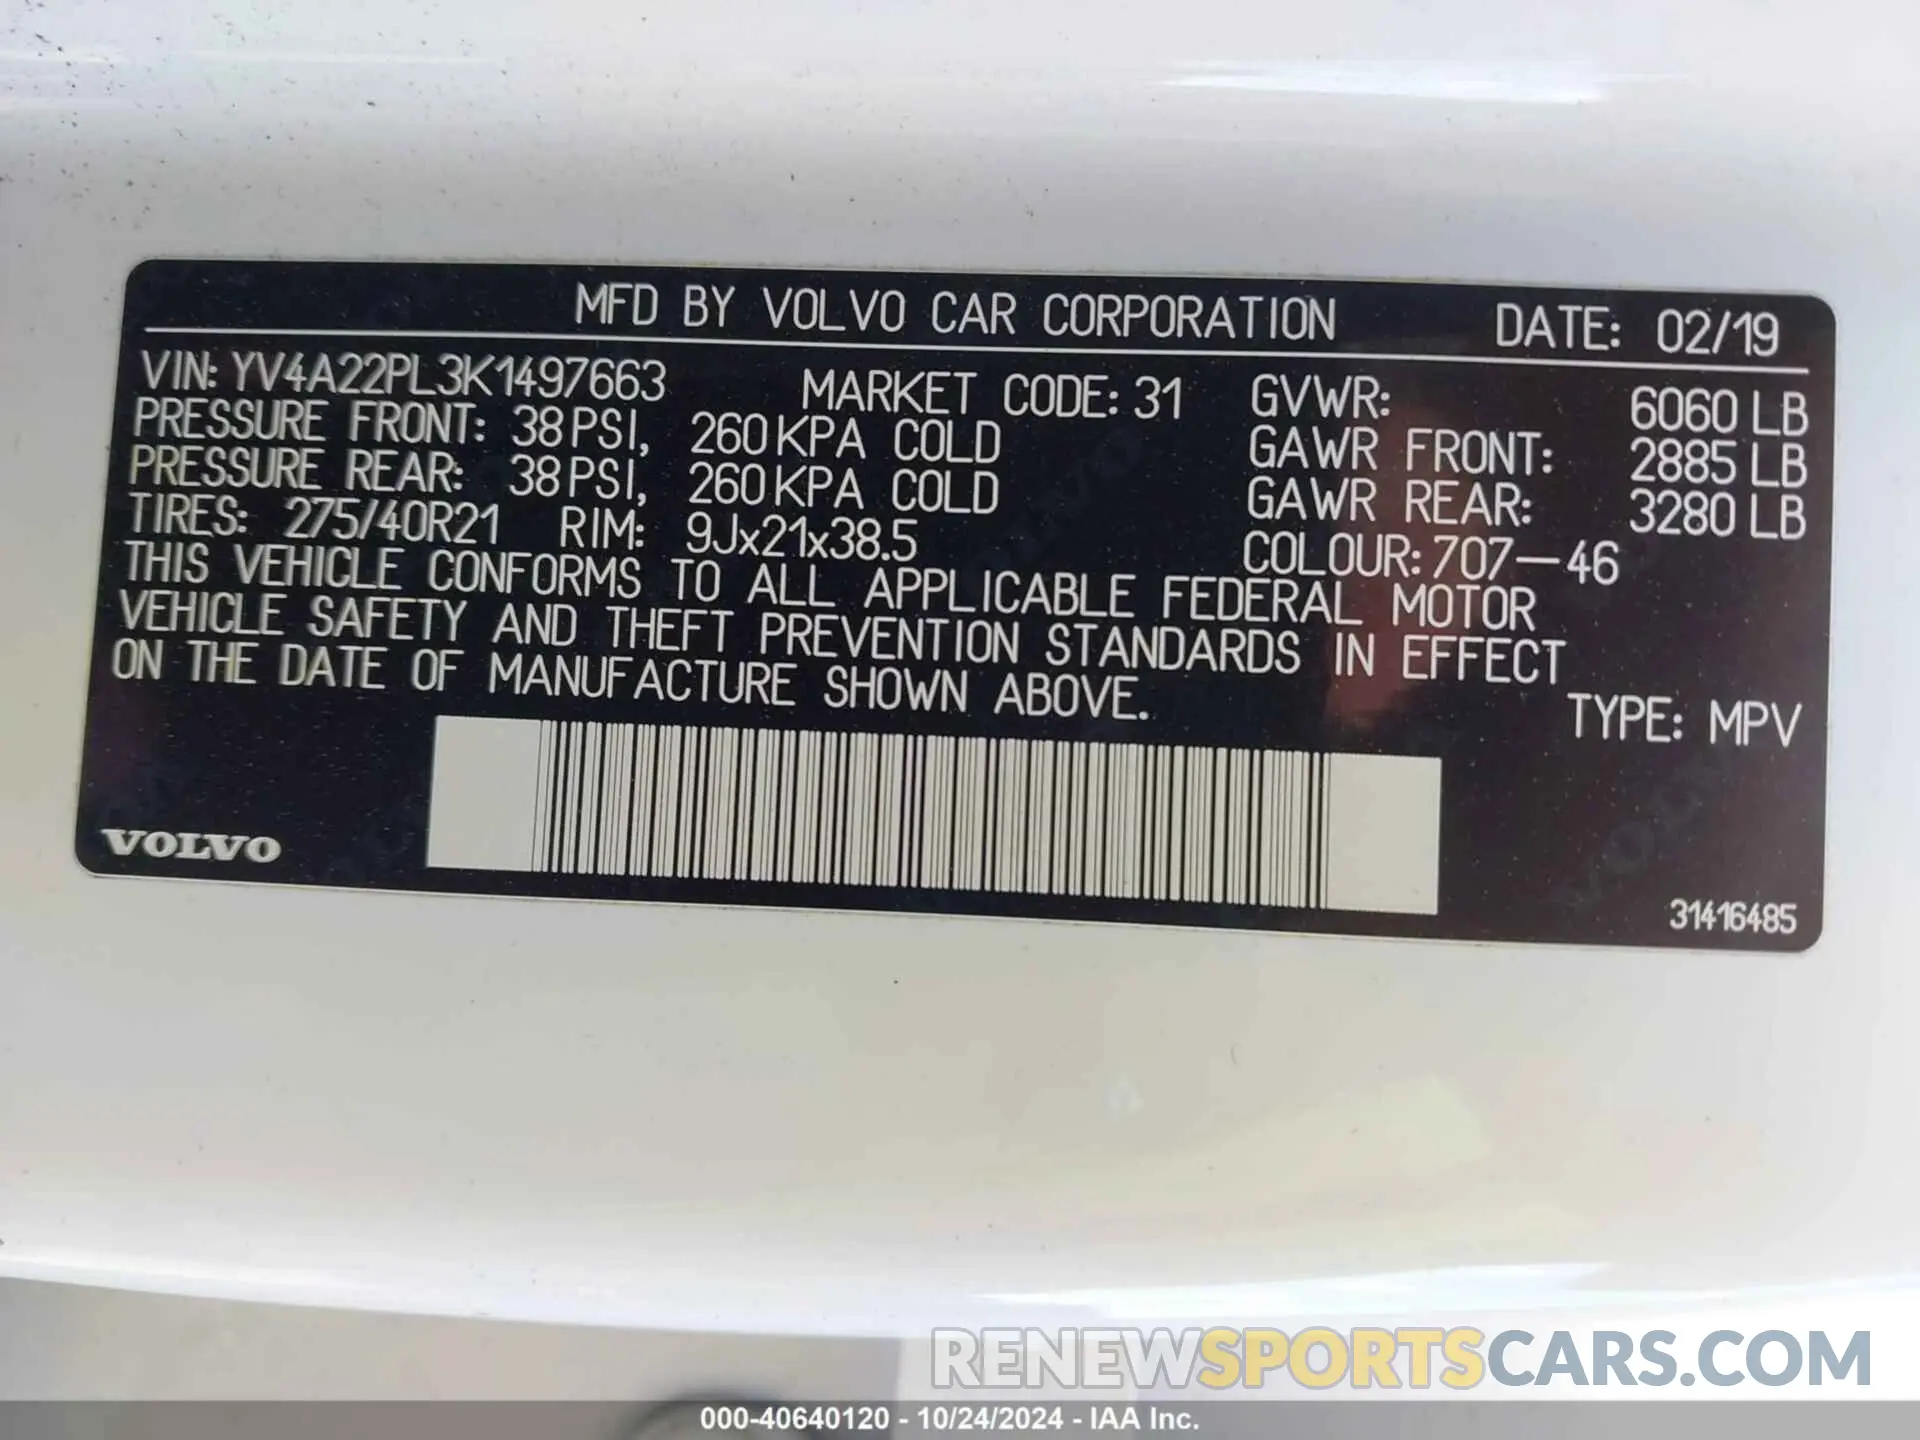 MFD BY VOLVO CAR CORPORATION DATE: 02/19
VIN: YV4A22PL3K1497663 MARKET CODE: 31 GVWR: 6060 LB
PRESSURE FRONT: 38 PSI, 260 KPA COLD GAWR FRONT: 2885 LB
PRESSURE REAR: 38 PSI, 260 KPA COLD GAWR REAR: 3280 LB
TIRES: 275/40R21 RIM: 9Jx21x38.5 COLOUR: 707-46
THIS VEHICLE CONFORMS TO ALL APPLICABLE FEDERAL MOTOR
VEHICLE SAFETY AND THEFT PREVENTION STANDARDS IN EFFECT
ON THE DATE OF MANUFACTURE SHOWN ABOVE.
TYPE: MPV
VOLVO
31416485
RENEWSPORTSCARS.COM
000-40640120 - 10/24/2024 - IAA Inc.